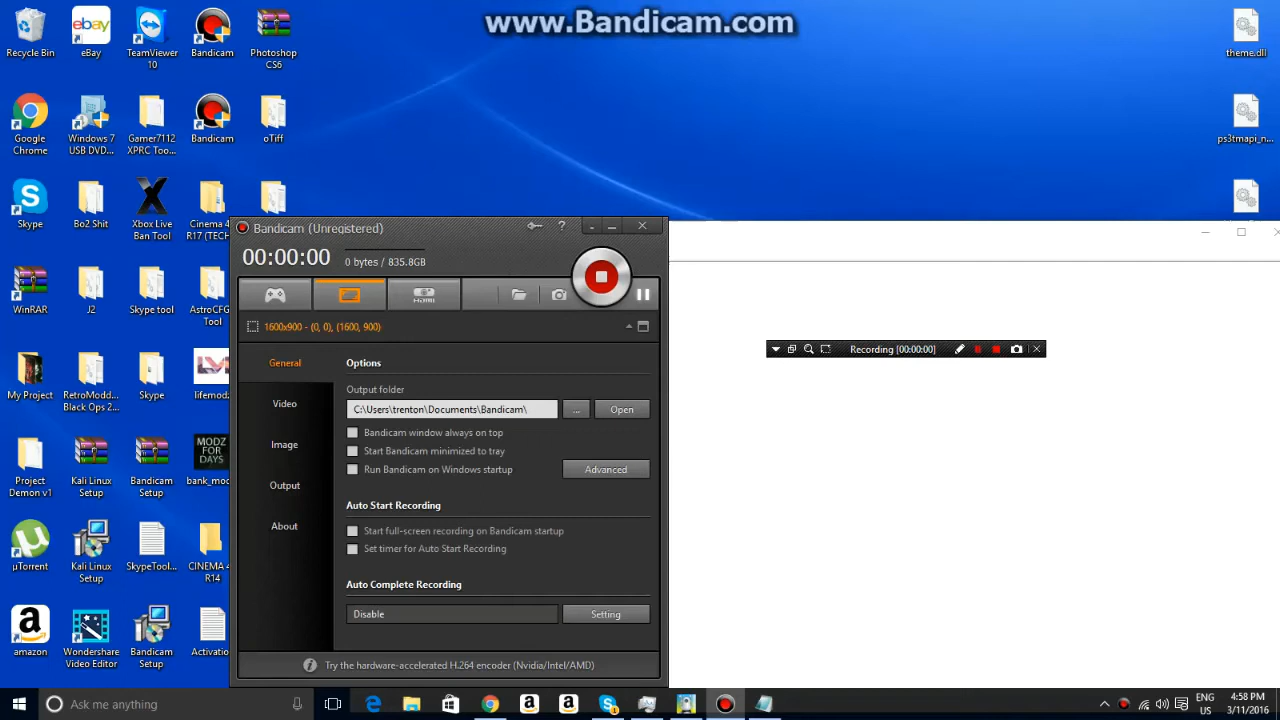 www.Bandicam.com
Recycle Bin
eBay
TeamViewer
10
Bandicam
Photoshop
CS6
theme.dll
Google
Chrome
Windows 7
USB DVD...
Gamer7112
XPRC Too...
Bandicam
oTiff
ps3tmapi_n...
Skype
Bo2 Shit
Xbox Live
Ban Tool
Cinema 4
R17 (TECH
Bandicam (Unregistered)
00:00:00
0 bytes / 835.8GB
HDMI
1600x900 - (0, 0), (1600, 900)
WinRAR
J2
Skype tool
AstroCFG
Tool
General
Video
Image
Output
About
Options
Output folder
C:\Users\trenton\Documents\Bandicam\
...
Open
Bandicam window always on top
Start Bandicam minimized to tray
Run Bandicam on Windows startup
Advanced
Auto Start Recording
Start full-screen recording on Bandicam startup
Set timer for Auto Start Recording
Auto Complete Recording
Disable
Setting
Try the hardware-accelerated H.264 encoder (Nvidia/Intel/AMD)
Recording [00:00:00]
My Project
RetroModd...
Black Ops 2...
Skype
lifemodz
Project
Demon v1
Kali Linux
Setup
Bandicam
Setup
MODZ
FOR
DAYS
bank_mod
µTorrent
Kali Linux
Setup
SkypeTool...
CINEMA 4
R14
amazon
Wondershare
Video Editor
Bandicam
Setup
Activatio
Ask me anything
ENG
US
4:58 PM
3/11/2016